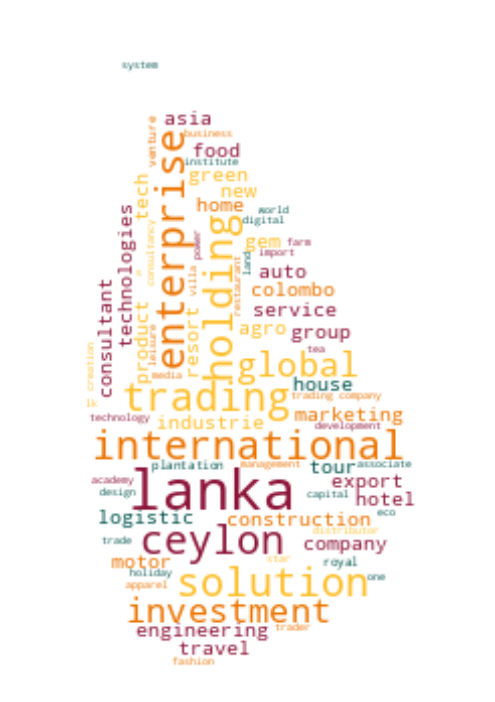 system
asia
business
venture
enterprise
food
institute
green
tech
new
home
world
digital
technologies
holding
consultancy
power
gem
farm
import
land
auto
restaurant
villa
colombo
consultant
service
product
resort
agro
group
leisure
tea
global
creation
media
house
trading
trading company
lk
marketing
technology
industrie
development
international
plantation
management
tour
associate
academy
lanka
export
design
capital
hotel
logistic
construction
eco
distributor
trade
ceylon
company
motor
star
royal
holiday
solution
one
apparel
investment
engineering
trader
travel
fashion